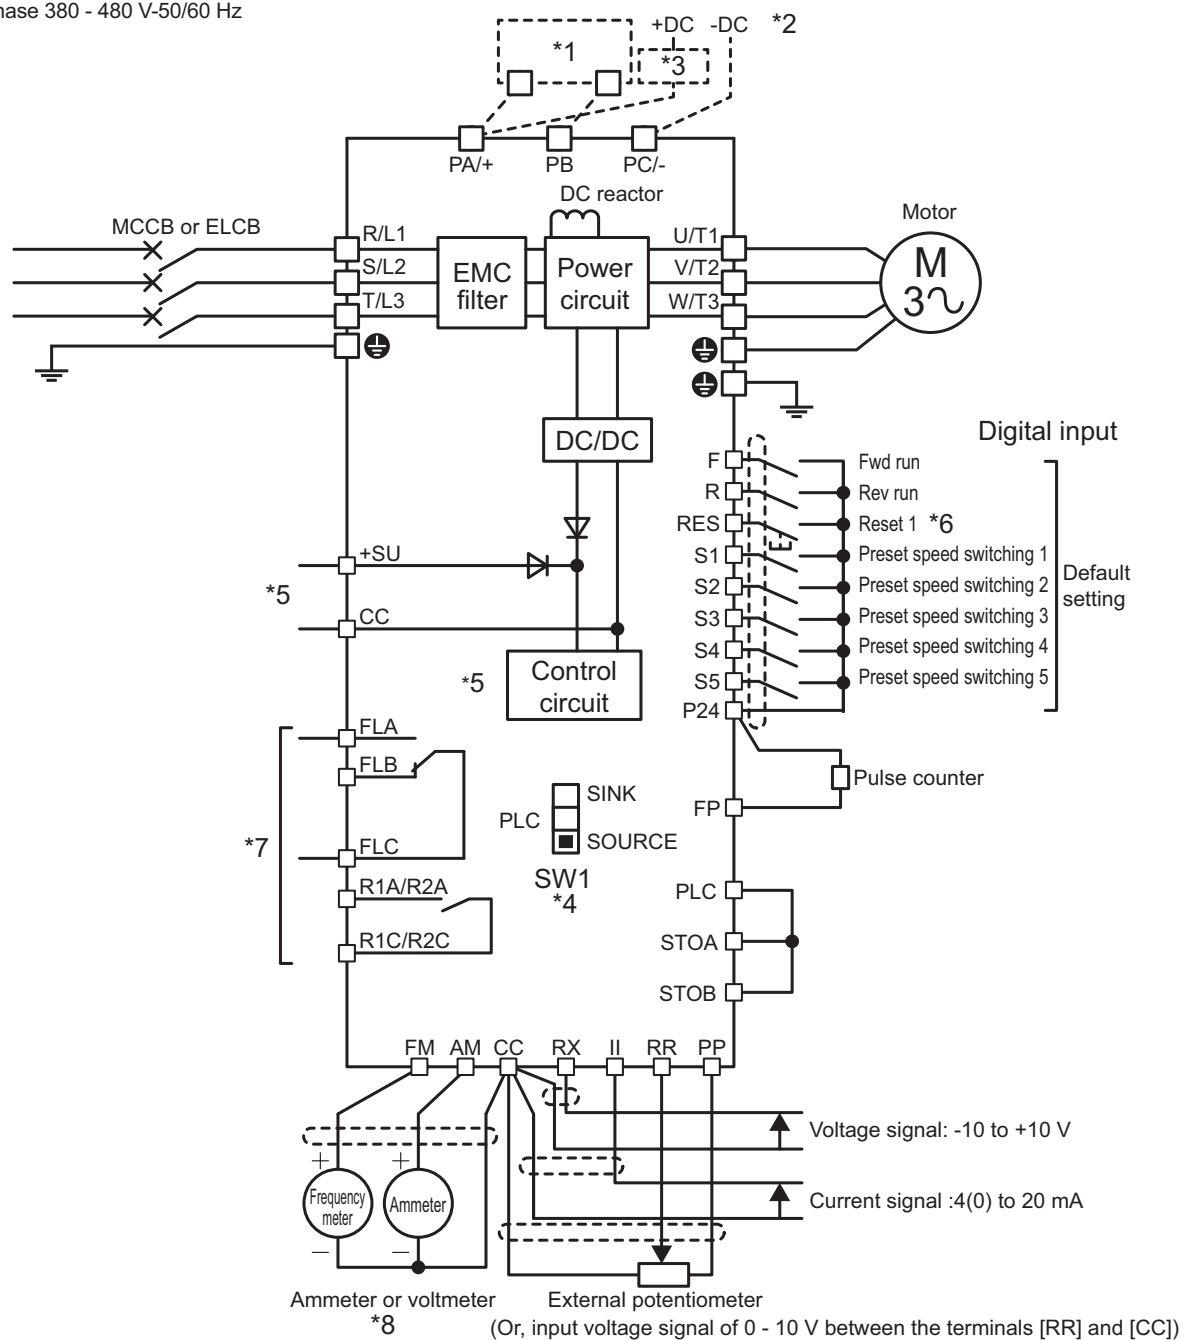 hase 380 - 480 V-50/60 Hz
+DC -DC *2
*1
*3
PA/+ PB PC/-
DC reactor
MCCB or ELCB
Motor
R/L1
S/L2
T/L3
EMC
filter
Power
circuit
U/T1
V/T2
W/T3
M
3
DC/DC
Digital input
F Fwd run
R Rev run
RES Reset 1 *6
S1 Preset speed switching 1
S2 Preset speed switching 2
S3 Preset speed switching 3
S4 Preset speed switching 4
S5 Preset speed switching 5
P24
Default
setting
+SU
*5
CC
*5
Control
circuit
FLA
FLB
FLC
*7
R1A/R2A
R1C/R2C
SINK
PLC
SOURCE
SW1
*4
Pulse counter
FP
PLC
STOA
STOB
FM AM CC RX II RR PP
Voltage signal: -10 to +10 V
Current signal :4(0) to 20 mA
+ +
Frequency
meter
Ammeter
− −
Ammeter or voltmeter
*8
External potentiometer
(Or, input voltage signal of 0 - 10 V between the terminals [RR] and [CC])